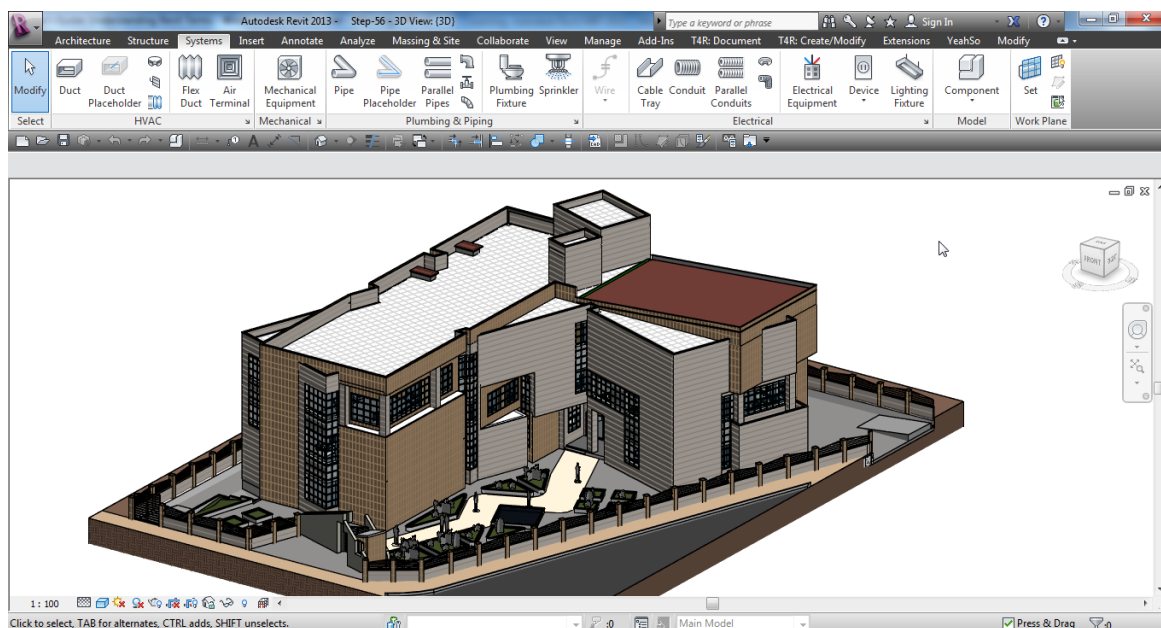 Autodesk Revit 2013 - Step-56 - 3D View: {3D}
Type a keyword or phrase
Sign In
Architecture Structure Systems Insert Annotate Analyze Massing & Site Collaborate View Manage Add-Ins T4R: Document T4R: Create/Modify Extensions YeahSo Modify
Modify Duct Duct Placeholder Flex Duct Air Terminal Mechanical Equipment Pipe Pipe Placeholder Parallel Pipes Plumbing Fixture Sprinkler Wire Cable Tray Conduit Parallel Conduits Electrical Equipment Device Lighting Fixture Component Set
Select HVAC Mechanical Plumbing & Piping Electrical Model Work Plane
FRONT
1 : 100
Click to select, TAB for alternates, CTRL adds, SHIFT unselects.
:0
Main Model
Press & Drag
:0